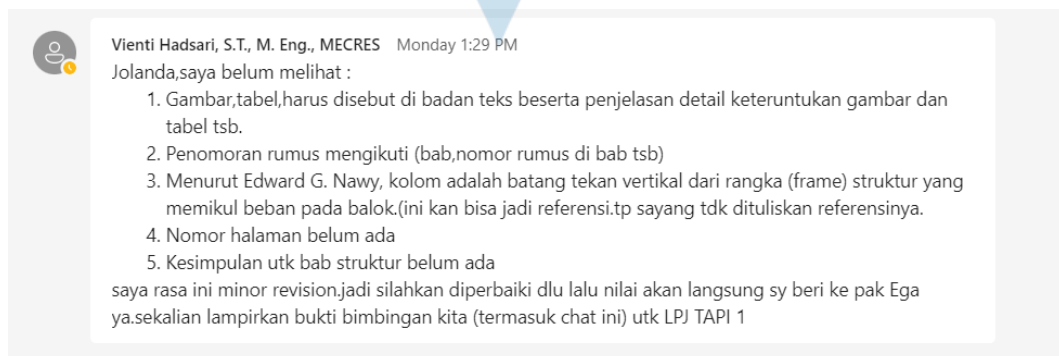 Vienti Hadsari, S.T., M. Eng., MECRES Monday 1:29 PM
Jolanda,saya belum melihat :
1. Gambar,tabel,harus disebut di badan teks beserta penjelasan detail keteruntukan gambar dan
tabel tsb.
2. Penomoran rumus mengikuti (bab,nomor rumus di bab tsb)
3. Menurut Edward G. Nawy, kolom adalah batang tekan vertikal dari rangka (frame) struktur yang
memikul beban pada balok.(ini kan bisa jadi referensi.tp sayang tdk dituliskan referensinya.
4. Nomor halaman belum ada
5. Kesimpulan utk bab struktur belum ada
saya rasa ini minor revision.jadi silahkan diperbaiki dlu lalu nilai akan langsung sy beri ke pak Ega
ya.sekalian lampirkan bukti bimbingan kita (termasuk chat ini) utk LPJ TAPI 1